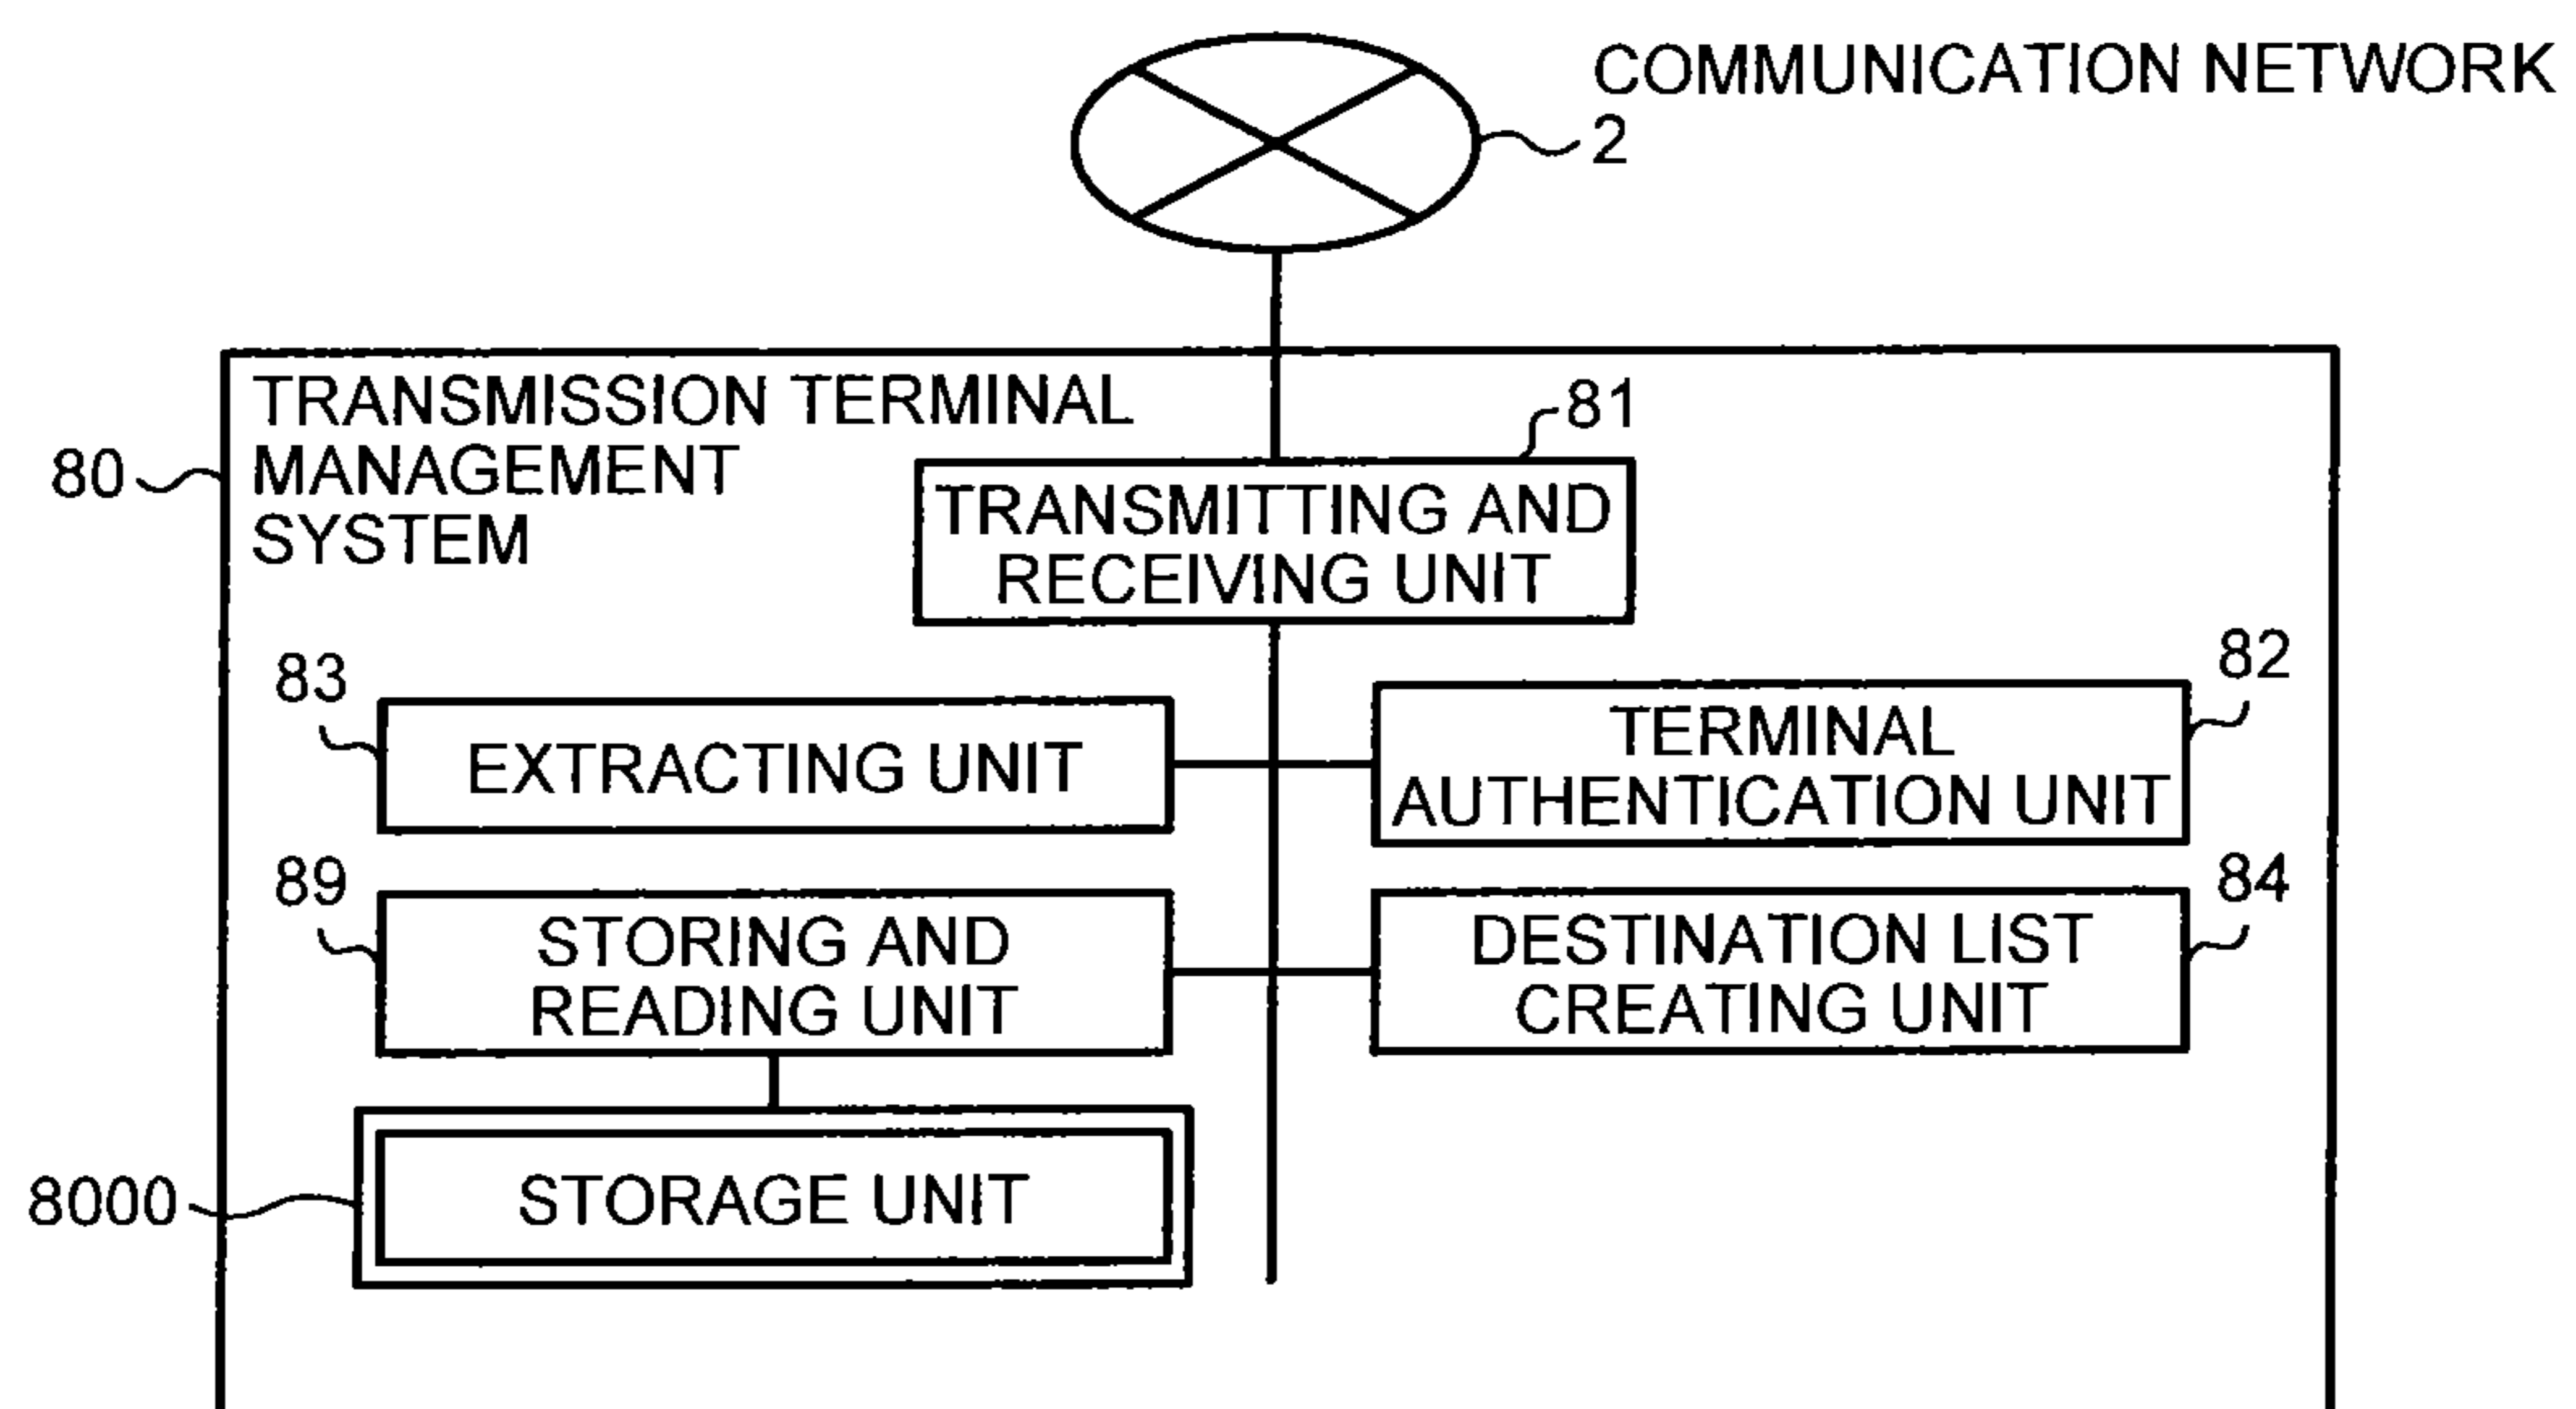 COMMUNICATION NETWORK
2
TRANSMISSION TERMINAL
MANAGEMENT
SYSTEM
80
81
TRANSMITTING AND
RECEIVING UNIT
83
EXTRACTING UNIT
82
TERMINAL
AUTHENTICATION UNIT
89
STORING AND
READING UNIT
84
DESTINATION LIST
CREATING UNIT
8000
STORAGE UNIT